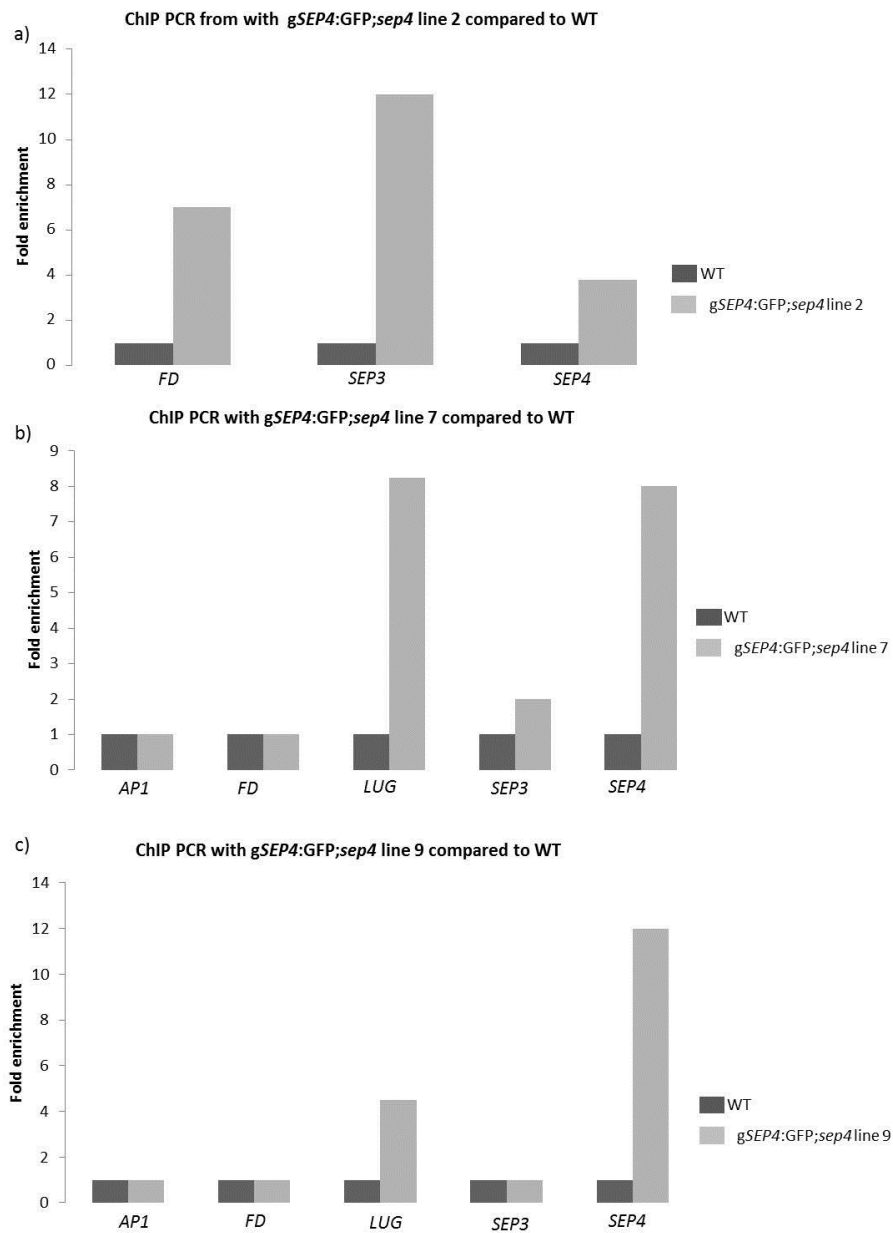 ChIP PCR from with gSEP4:GFP;sep4 line 2 compared to WT
a)
14
12
10
8
6
4
2
0
Fold enrichment
FD
SEP3
SEP4
WT
gSEP4:GFP;sep4 line 2
ChIP PCR with gSEP4:GFP;sep4 line 7 compared to WT
b)
9
8
7
6
5
4
3
2
1
0
Fold enrichment
AP1
FD
LUG
SEP3
SEP4
WT
gSEP4:GFP;sep4 line 7
c)
ChIP PCR with gSEP4:GFP;sep4 line 9 compared to WT
14
12
10
8
6
4
2
0
Fold enrichment
AP1
FD
LUG
SEP3
SEP4
WT
gSEP4:GFP;sep4 line 9